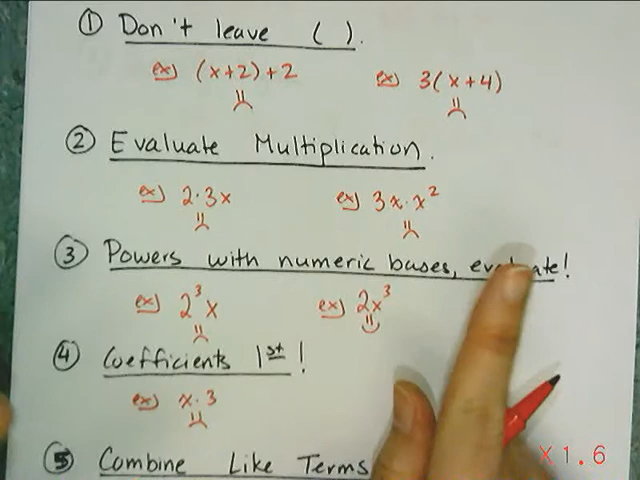 ① Don't leave ( ).
ex) (x+2)+2 ex) 3(x+4)
② Evaluate Multiplication.
ex) 2·3x ex) 3x·x²
③ Powers with numeric bases, evaluate!
ex) 2³x ex) 2x³
④ Coefficients 1st!
ex) x·3
⑤ Combine Like Terms
X1.6